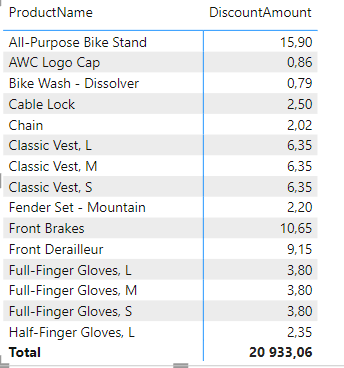 ProductName DiscountAmount
All-Purpose Bike Stand 15,90
AWC Logo Cap 0,86
Bike Wash - Dissolver 0,79
Cable Lock 2,50
Chain 2,02
Classic Vest, L 6,35
Classic Vest, M 6,35
Classic Vest, S 6,35
Fender Set - Mountain 2,20
Front Brakes 10,65
Front Derailleur 9,15
Full-Finger Gloves, L 3,80
Full-Finger Gloves, M 3,80
Full-Finger Gloves, S 3,80
Half-Finger Gloves, L 2,35
Total 20 933,06